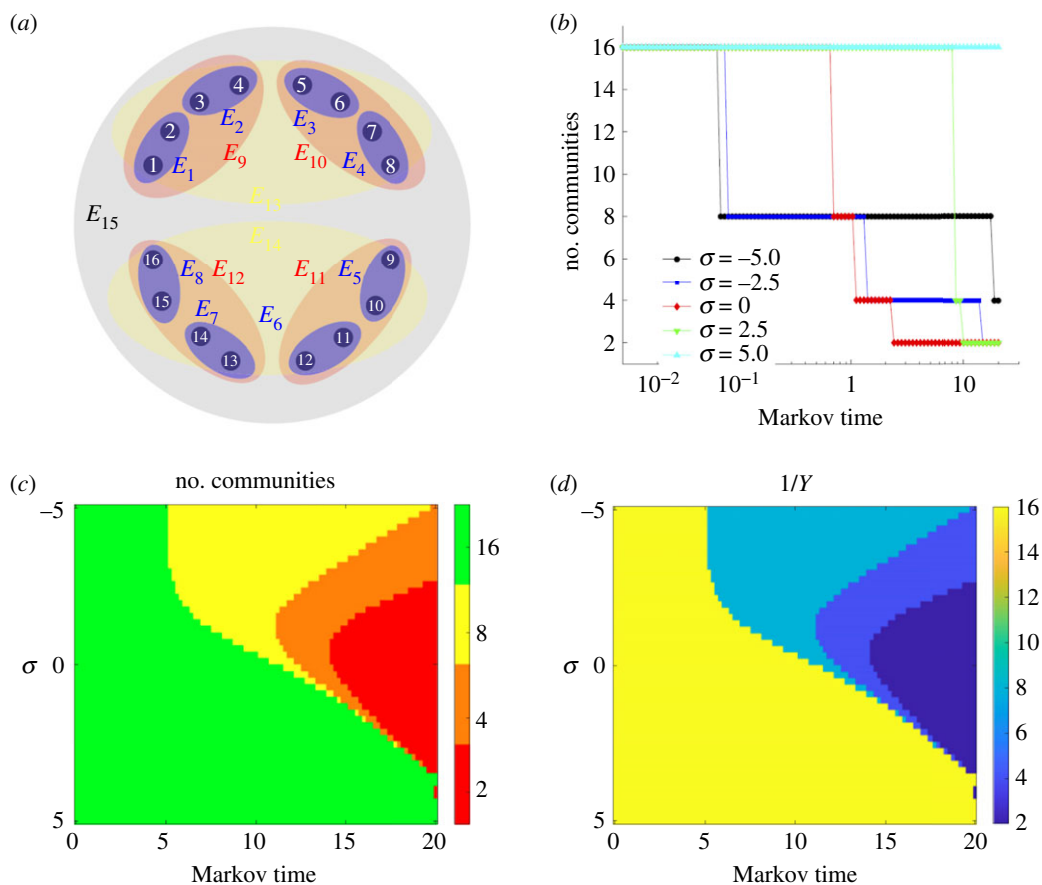 (a)
4
5
3
6
2
E2
E3
7
1
E1
E9
E10
E4
8
E13
E15
E14
16
E8
E12
E11
E5
9
15
E7
E6
10
14
11
13
12
(b)
16
14
12
10
8
6
4
2
no. communities
σ = –5.0
σ = –2.5
σ = 0
σ = 2.5
σ = 5.0
10–2
10–1
1
10
Markov time
(c)
no. communities
–5
0
5
σ
0
5
10
15
20
Markov time
16
8
4
2
(d)
1/Y
–5
0
5
σ
0
5
10
15
20
Markov time
16
14
12
10
8
6
4
2